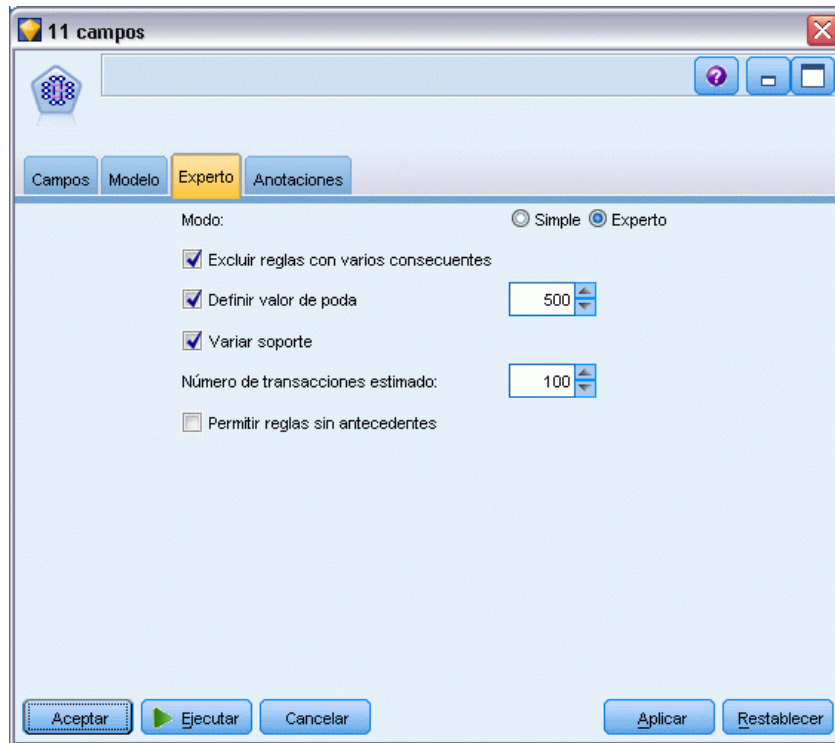 11 campos
Campos Modelo Experto Anotaciones
Modo: Simple Experto
Excluir reglas con varios consecuentes
Definir valor de poda 500
Variar soporte
Número de transacciones estimado: 100
Permitir reglas sin antecedentes
Aceptar Ejecutar Cancelar Aplicar Restablecer